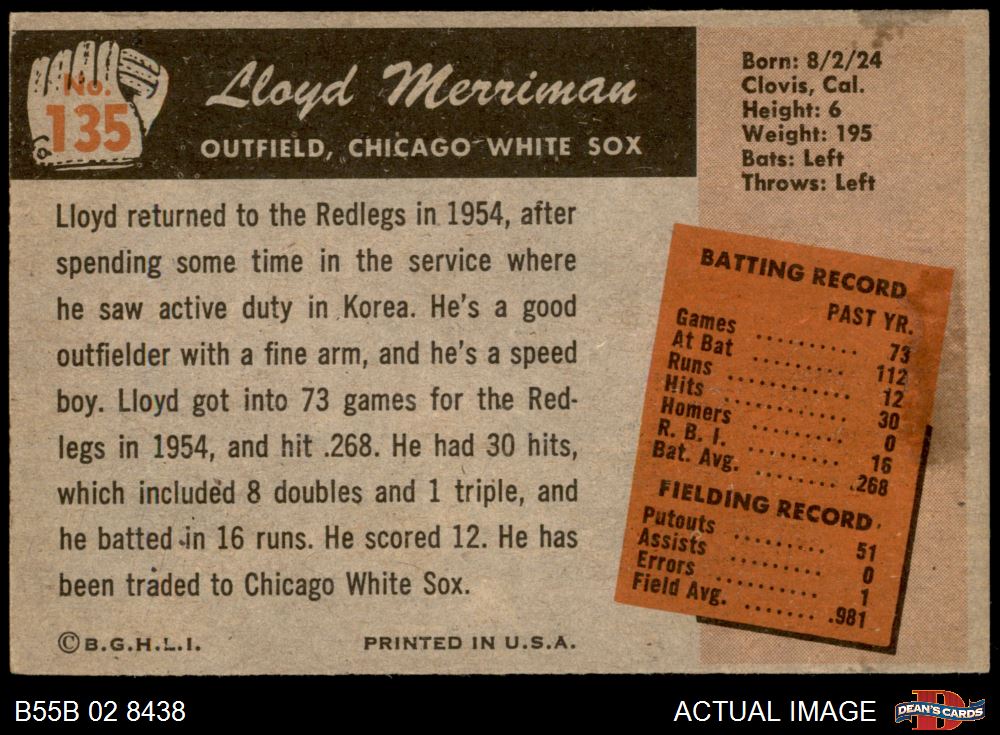 No.
135
Lloyd Merriman
OUTFIELD, CHICAGO WHITE SOX
Born: 8/2/24
Clovis, Cal.
Height: 6
Weight: 195
Bats: Left
Throws: Left
Lloyd returned to the Redlegs in 1954, after
spending some time in the service where
he saw active duty in Korea. He's a good
outfielder with a fine arm, and he's a speed
boy. Lloyd got into 73 games for the Red-
legs in 1954, and hit .268. He had 30 hits,
which included 8 doubles and 1 triple, and
he batted in 16 runs. He scored 12. He has
been traded to Chicago White Sox.
©B.G.H.L.I. PRINTED IN U.S.A.
BATTING RECORD
PAST YR.
Games .......... 73
At Bat .......... 112
Runs ............ 12
Hits ............ 30
Homers ......... 0
R. B. I. .......... 16
Bat. Avg. ........ .268
FIELDING RECORD
Putouts ......... 51
Assists ......... 0
Errors .......... 1
Field Avg. ....... .981
B55B 02 8438
ACTUAL IMAGE
D
DEAN'S CARDS